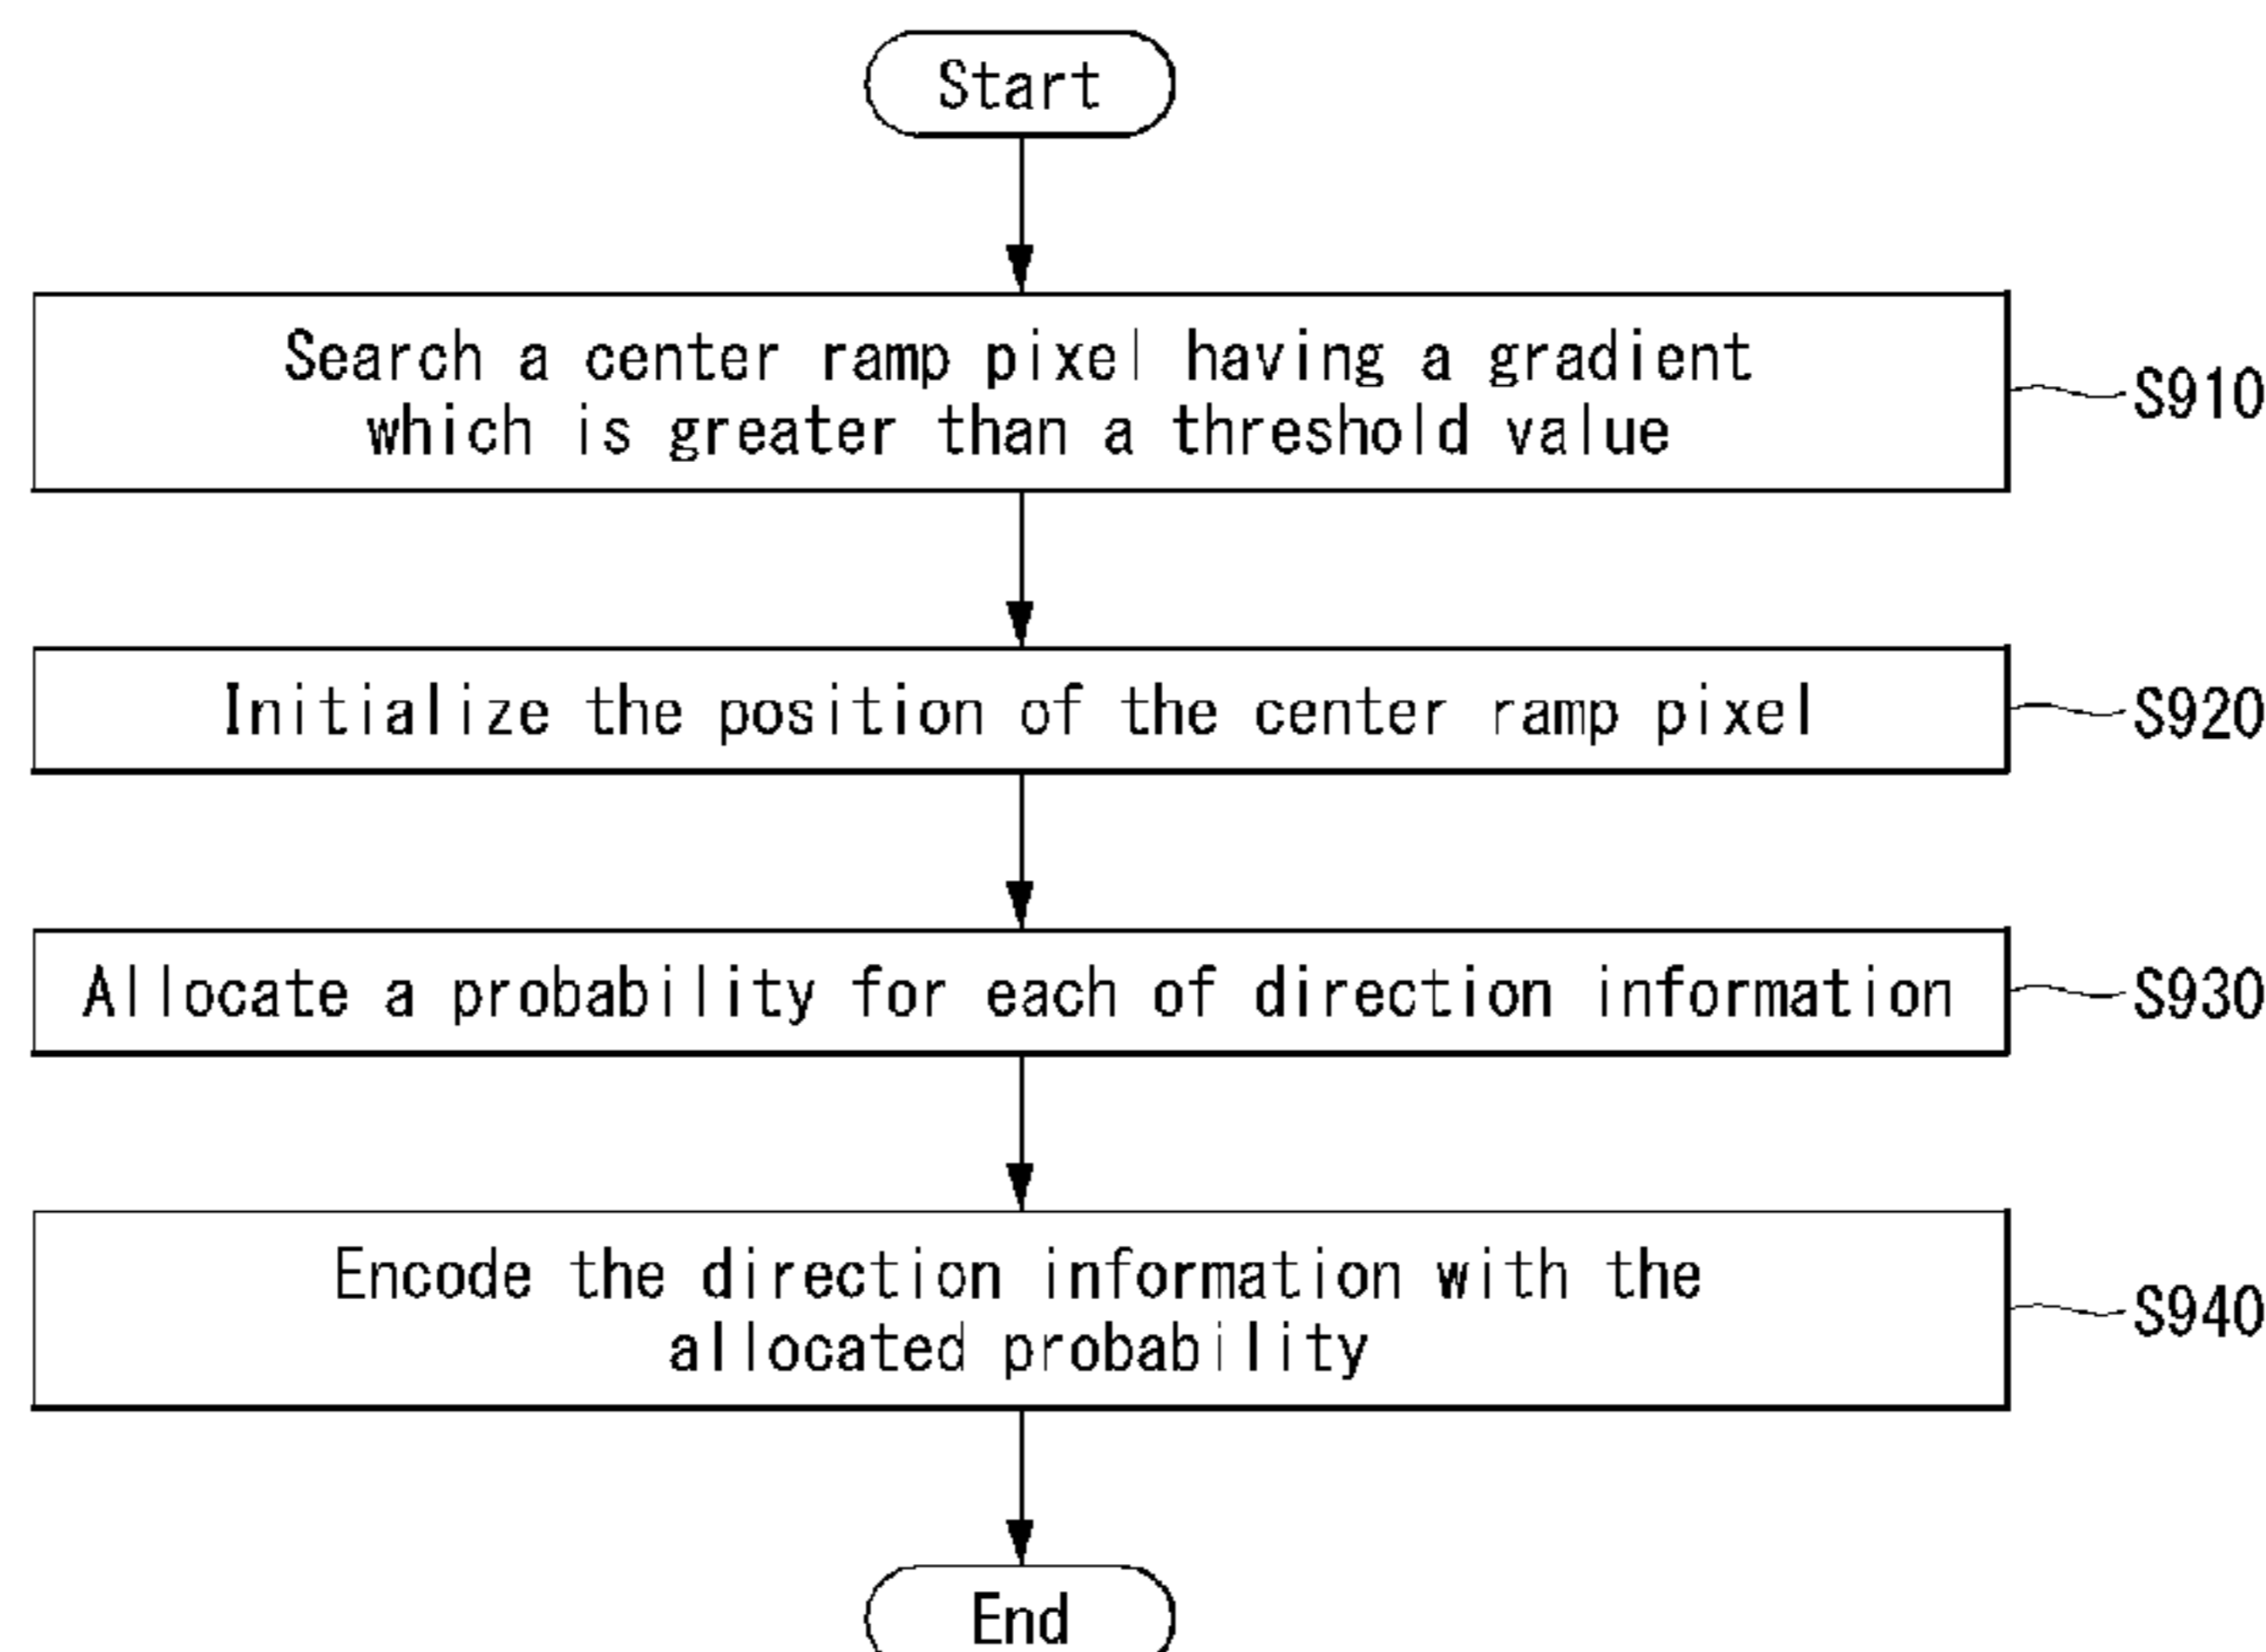 Start
Search a center ramp pixel having a gradient
which is greater than a threshold value
S910
Initialize the position of the center ramp pixel
S920
Allocate a probability for each of direction information
S930
Encode the direction information with the
allocated probability
S940
End